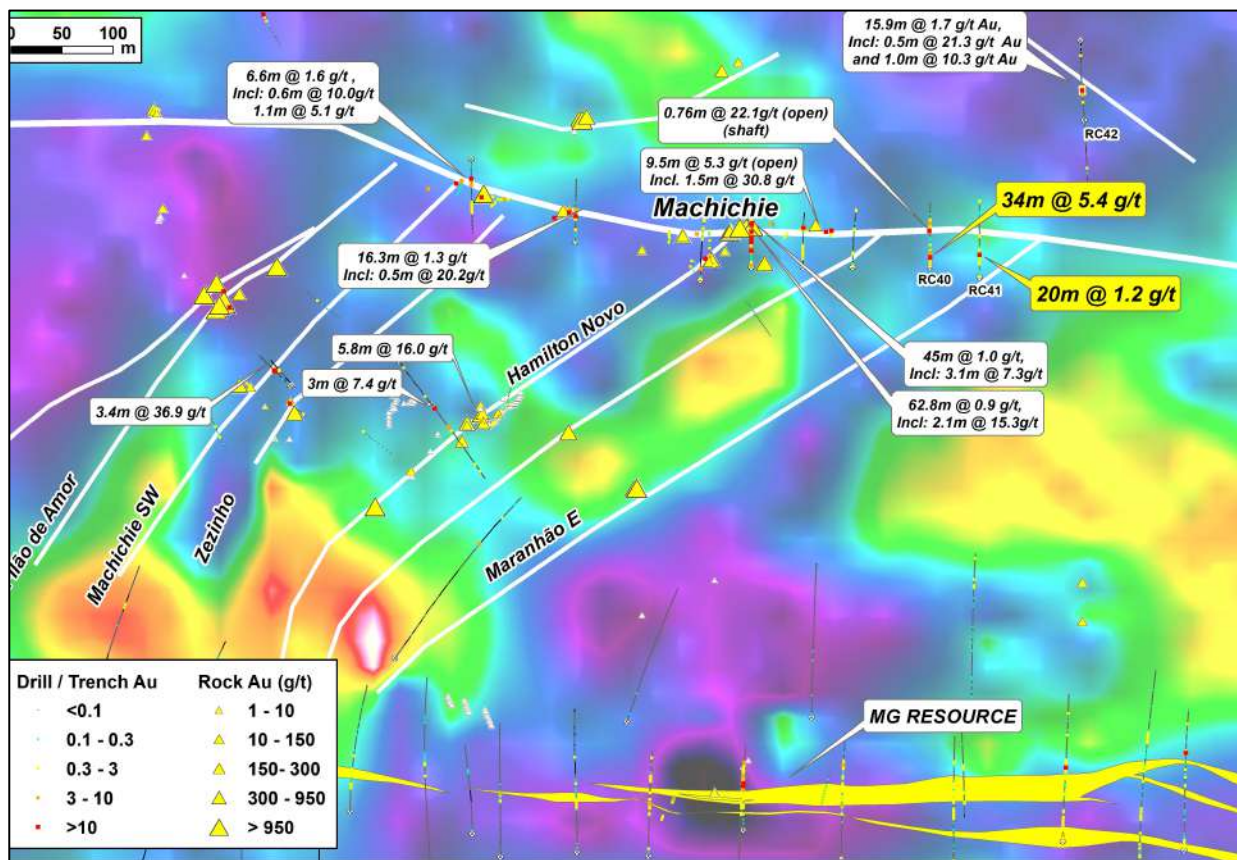 0 50 100
m
15.9m @ 1.7 g/t Au,
Incl: 0.5m @ 21.3 g/t Au
and 1.0m @ 10.3 g/t Au
RC42
6.6m @ 1.6 g/t ,
Incl: 0.6m @ 10.0g/t
1.1m @ 5.1 g/t
0.76m @ 22.1g/t (open)
(shaft)
9.5m @ 5.3 g/t (open)
Incl. 1.5m @ 30.8 g/t
Machichie
34m @ 5.4 g/t
16.3m @ 1.3 g/t
Incl: 0.5m @ 20.2g/t
RC40
RC41
20m @ 1.2 g/t
Hamilton Novo
5.8m @ 16.0 g/t
3m @ 7.4 g/t
3.4m @ 36.9 g/t
45m @ 1.0 g/t,
Incl: 3.1m @ 7.3g/t
62.8m @ 0.9 g/t,
Incl: 2.1m @ 15.3g/t
de Amor
Machichie SW
Zezinho
Maranhão E
MG RESOURCE
Drill / Trench Au
<0.1
0.1 - 0.3
0.3 - 3
3 - 10
>10
Rock Au (g/t)
1 - 10
10 - 150
150- 300
300 - 950
> 950